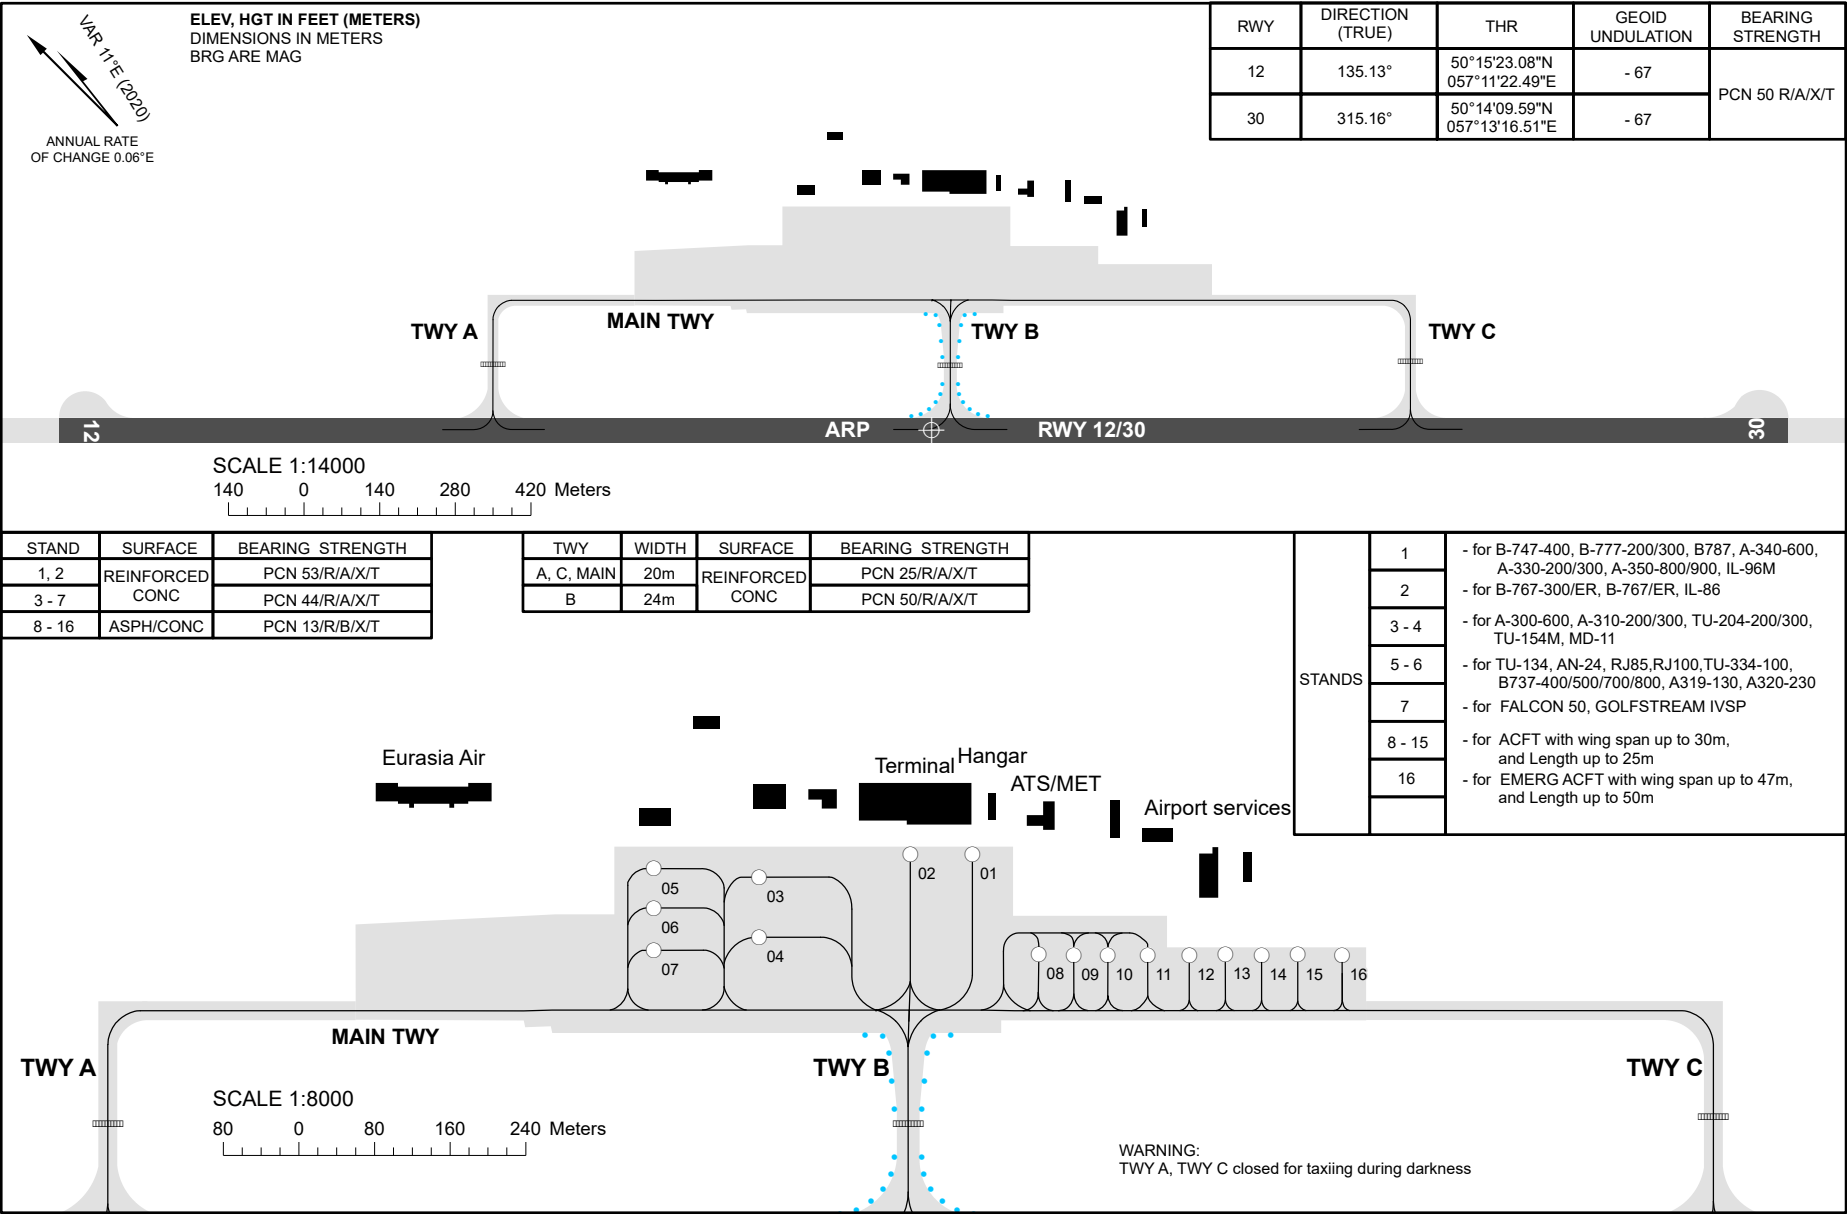 VAR 11°E (2020)
ANNUAL RATE
OF CHANGE 0.06°E
ELEV, HGT IN FEET (METERS)
DIMENSIONS IN METERS
BRG ARE MAG
RWY DIRECTION (TRUE) THR GEOID UNDULATION BEARING STRENGTH
12 135.13° 50°15'23.08"N 057°11'22.49"E - 67 PCN 50 R/A/X/T
30 315.16° 50°14'09.59"N 057°13'16.51"E - 67
TWY A
MAIN TWY
TWY B
TWY C
12
ARP
RWY 12/30
30
SCALE 1:14000
140 0 140 280 420 Meters
STAND SURFACE BEARING STRENGTH
1, 2 REINFORCED CONC PCN 53/R/A/X/T
3 - 7 PCN 44/R/A/X/T
8 - 16 ASPH/CONC PCN 13/R/B/X/T
TWY WIDTH SURFACE BEARING STRENGTH
A, C, MAIN 20m REINFORCED CONC PCN 25/R/A/X/T
B 24m PCN 50/R/A/X/T
STANDS
1 - for B-747-400, B-777-200/300, B787, A-340-600,
A-330-200/300, A-350-800/900, IL-96M
2 - for B-767-300/ER, B-767/ER, IL-86
3 - 4 - for A-300-600, A-310-200/300, TU-204-200/300,
TU-154M, MD-11
5 - 6 - for TU-134, AN-24, RJ85,RJ100,TU-334-100,
B737-400/500/700/800, A319-130, A320-230
7 - for FALCON 50, GOLFSTREAM IVSP
8 - 15 - for ACFT with wing span up to 30m,
and Length up to 25m
16 - for EMERG ACFT with wing span up to 47m,
and Length up to 50m
Eurasia Air
Terminal
Hangar
ATS/MET
Airport services
05
03
02
01
06
04
07
08
09
10
11
12
13
14
15
16
MAIN TWY
TWY A
TWY B
TWY C
SCALE 1:8000
80 0 80 160 240 Meters
WARNING:
TWY A, TWY C closed for taxiing during darkness